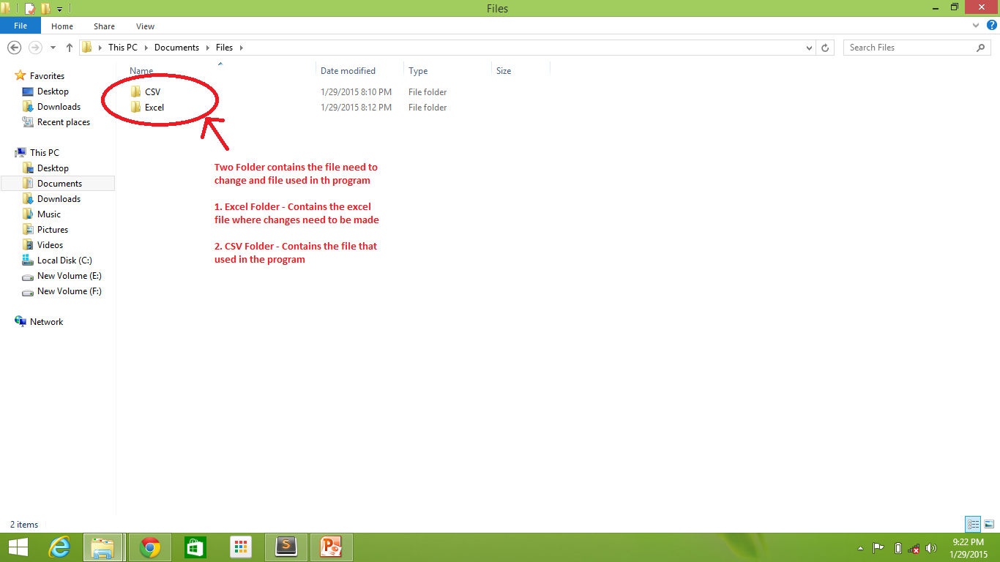 Files
File Home Share View
This PC Documents Files
Search Files
Name Date modified Type Size
CSV 1/29/2015 8:10 PM File folder
Excel 1/29/2015 8:12 PM File folder
Favorites
Desktop
Downloads
Recent places
This PC
Desktop
Documents
Downloads
Music
Pictures
Videos
Local Disk (C:)
New Volume (E:)
New Volume (F:)
Network
Two Folder contains the file need to
change and file used in th program
1. Excel Folder - Contains the excel
file where changes need to be made
2. CSV Folder - Contains the file that
used in the program
2 items
9:22 PM
1/29/2015